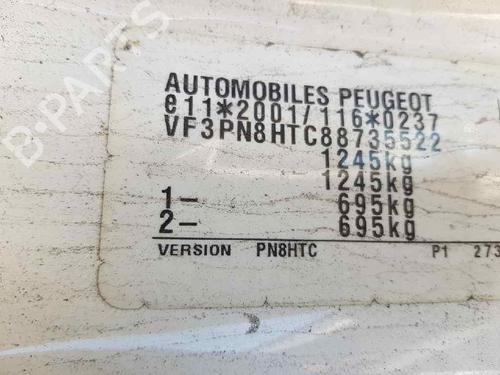 B-PARTS
AUTOMOBILES PEUGEOT
e11*2001/116*0237
VF3PN8HTC88735522
1245kg
1245kg
1- 695kg
2- 695kg
VERSION PN8HTC P1 273